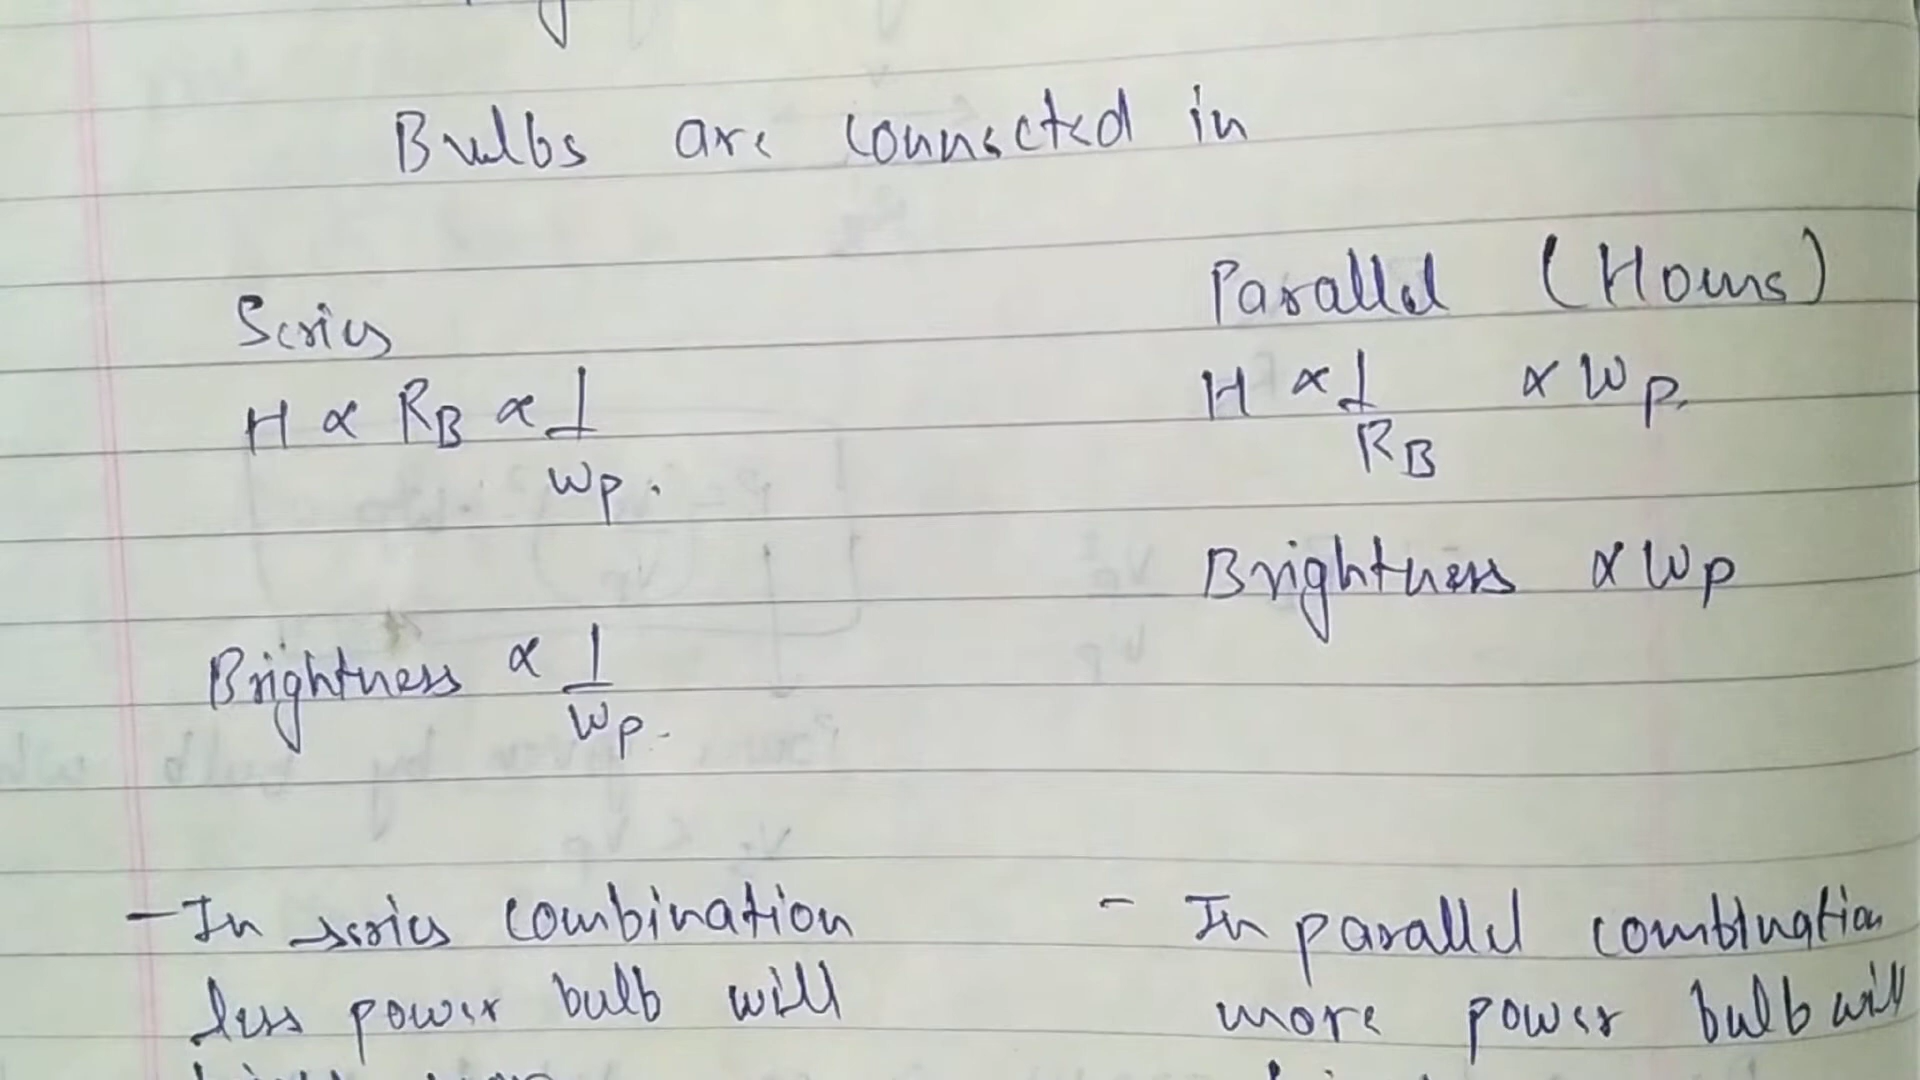 Bulbs are connected in
Series
H ∝ R_B ∝ 1/W_P.
Brightness ∝ 1/W_P.
- In series combination
less power bulb will
Parallel (Homes)
H ∝ 1/R_B ∝ W_P.
Brightness ∝ W_P
- In parallel combination
more power bulb will